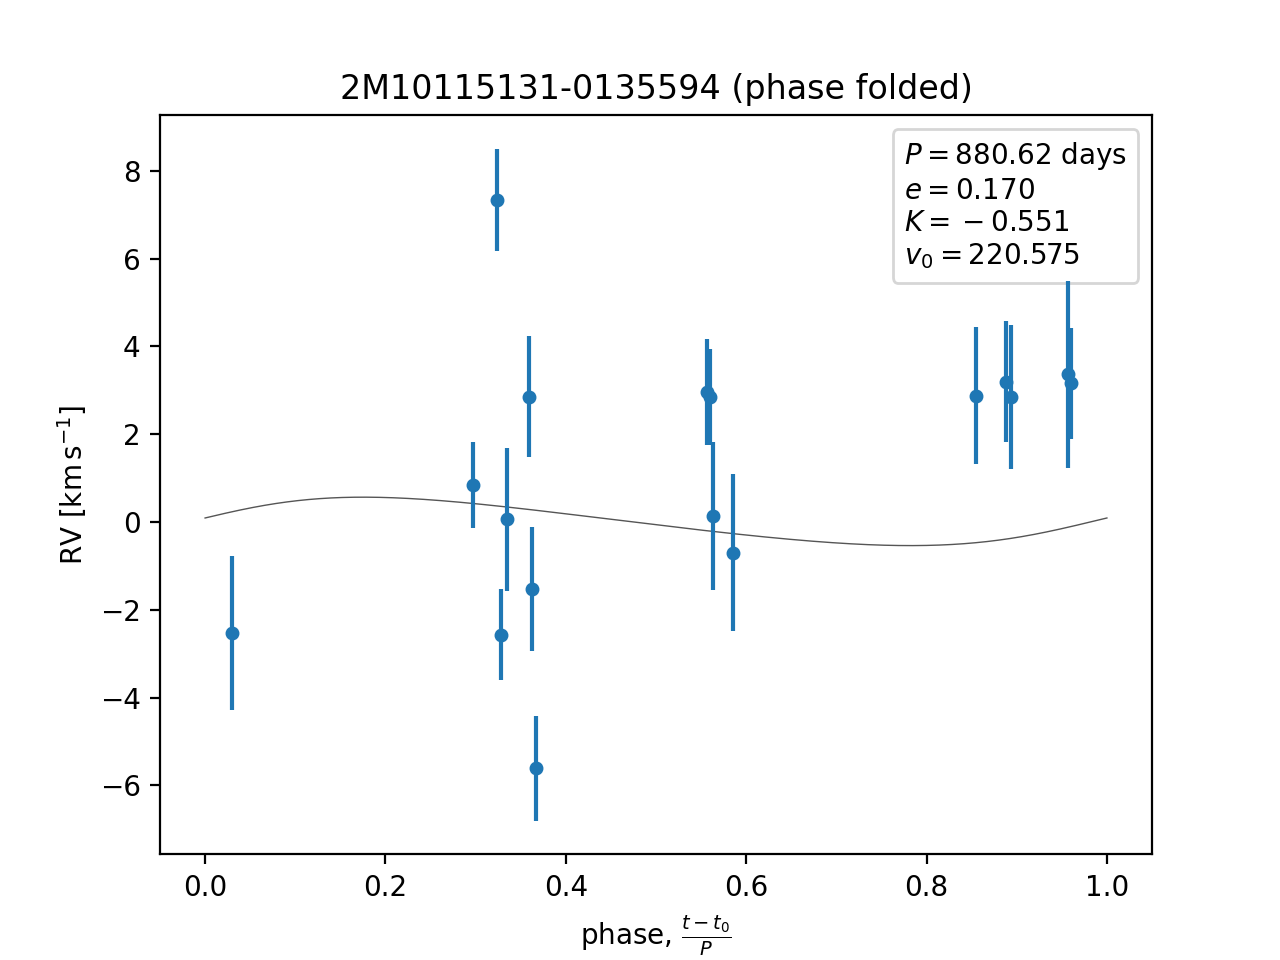 2M10115131-0135594 (phase folded)
P = 880.62 days
e = 0.170
K = −0.551
v₀ = 220.575
RV [km s⁻¹]
8
6
4
2
0
−2
−4
−6
0.0 0.2 0.4 0.6 0.8 1.0
phase, (t − t₀)/P